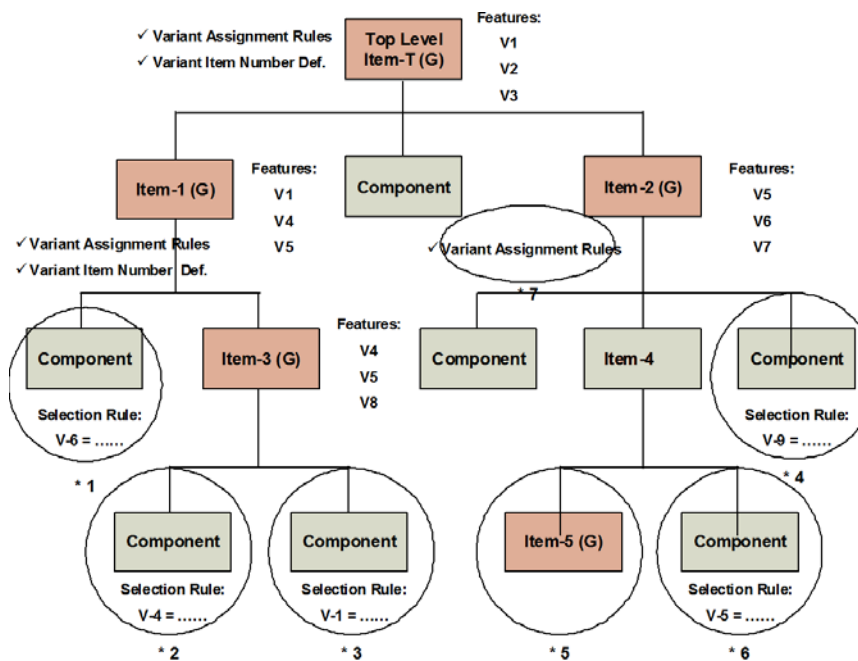 Features:
✓ Variant Assignment Rules
✓ Variant Item Number Def.
Top Level
Item-T (G)
V1
V2
V3
Item-1 (G)
Features:
V1
V4
V5
Component
Item-2 (G)
Features:
V5
V6
V7
✓ Variant Assignment Rules
✓ Variant Item Number Def.
✓ Variant Assignment Rules
* 7
Component
Selection Rule:
V-6 = ......
* 1
Item-3 (G)
Features:
V4
V5
V8
Component
Item-4
Component
Selection Rule:
V-9 = ......
* 4
Component
Selection Rule:
V-4 = ......
* 2
Component
Selection Rule:
V-1 = ......
* 3
Item-5 (G)
* 5
Component
Selection Rule:
V-5 = ......
* 6